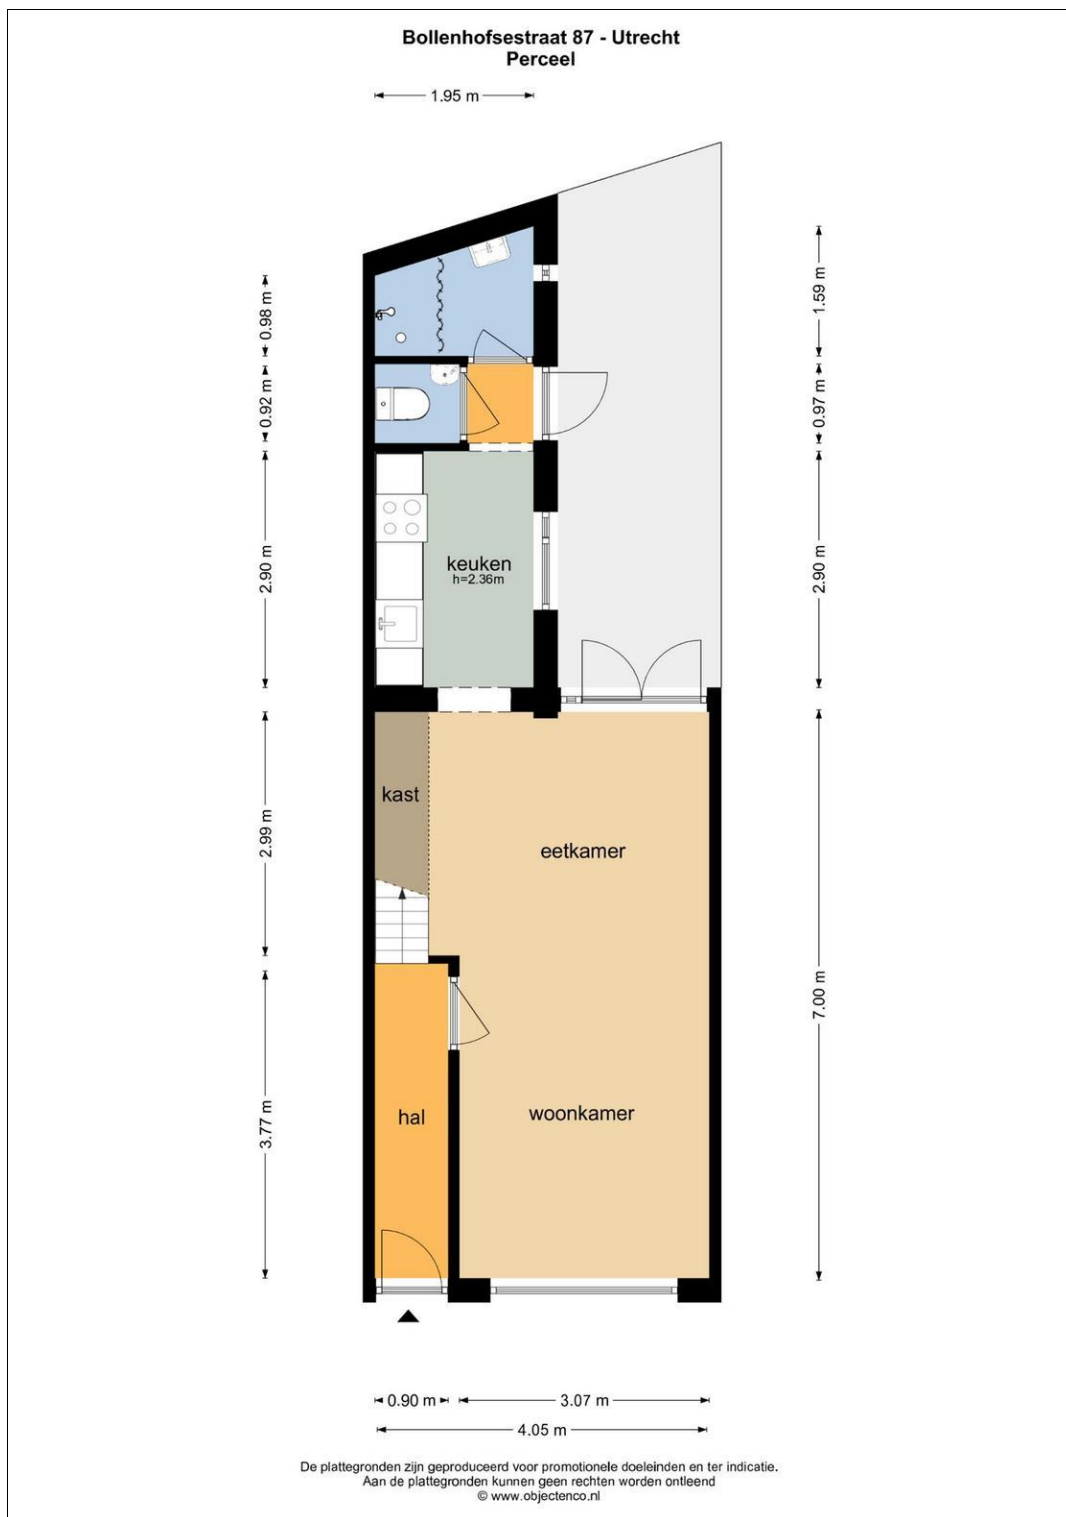 Bollenhofsestraat 87 - Utrecht
Perceel
1.95 m
0.98 m
1.59 m
0.92 m
0.97 m
2.90 m
keuken
h=2.36m
2.90 m
kast
2.99 m
eetkamer
7.00 m
3.77 m
hal
woonkamer
0.90 m
3.07 m
4.05 m
De plattegronden zijn geproduceerd voor promotionele doeleinden en ter indicatie.
Aan de plattegronden kunnen geen rechten worden ontleend
© www.objectenco.nl